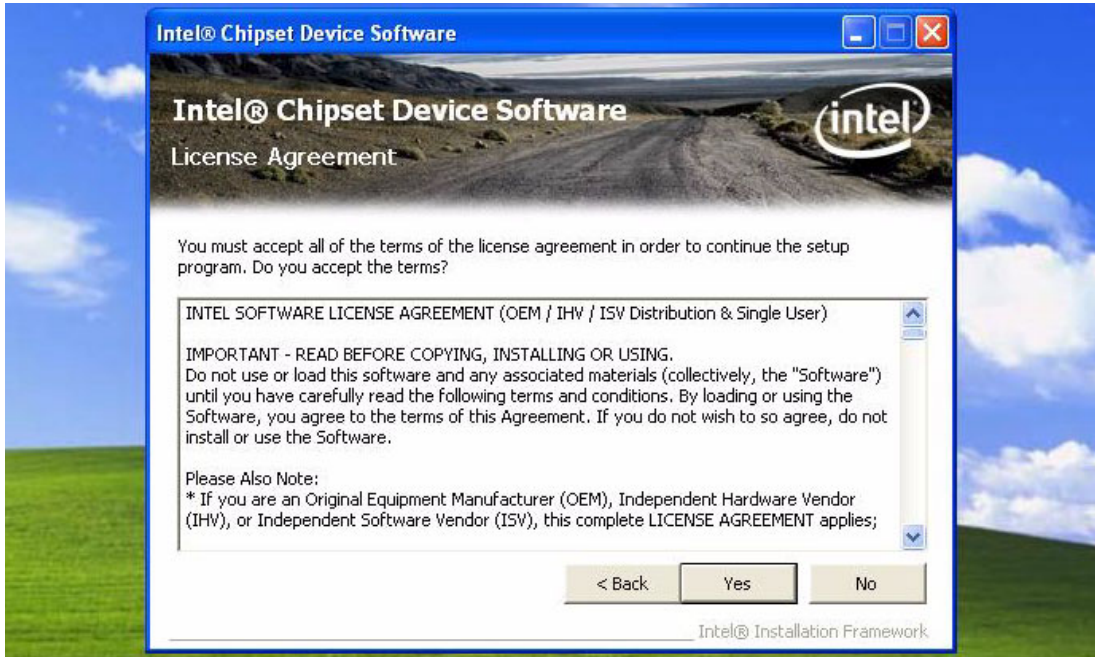 Intel® Chipset Device Software
Intel® Chipset Device Software
intel
License Agreement
You must accept all of the terms of the license agreement in order to continue the setup
program. Do you accept the terms?
INTEL SOFTWARE LICENSE AGREEMENT (OEM / IHV / ISV Distribution & Single User)
IMPORTANT - READ BEFORE COPYING, INSTALLING OR USING.
Do not use or load this software and any associated materials (collectively, the "Software")
until you have carefully read the following terms and conditions. By loading or using the
Software, you agree to the terms of this Agreement. If you do not wish to so agree, do not
install or use the Software.
Please Also Note:
* If you are an Original Equipment Manufacturer (OEM), Independent Hardware Vendor
(IHV), or Independent Software Vendor (ISV), this complete LICENSE AGREEMENT applies;
< Back
Yes
No
Intel® Installation Framework